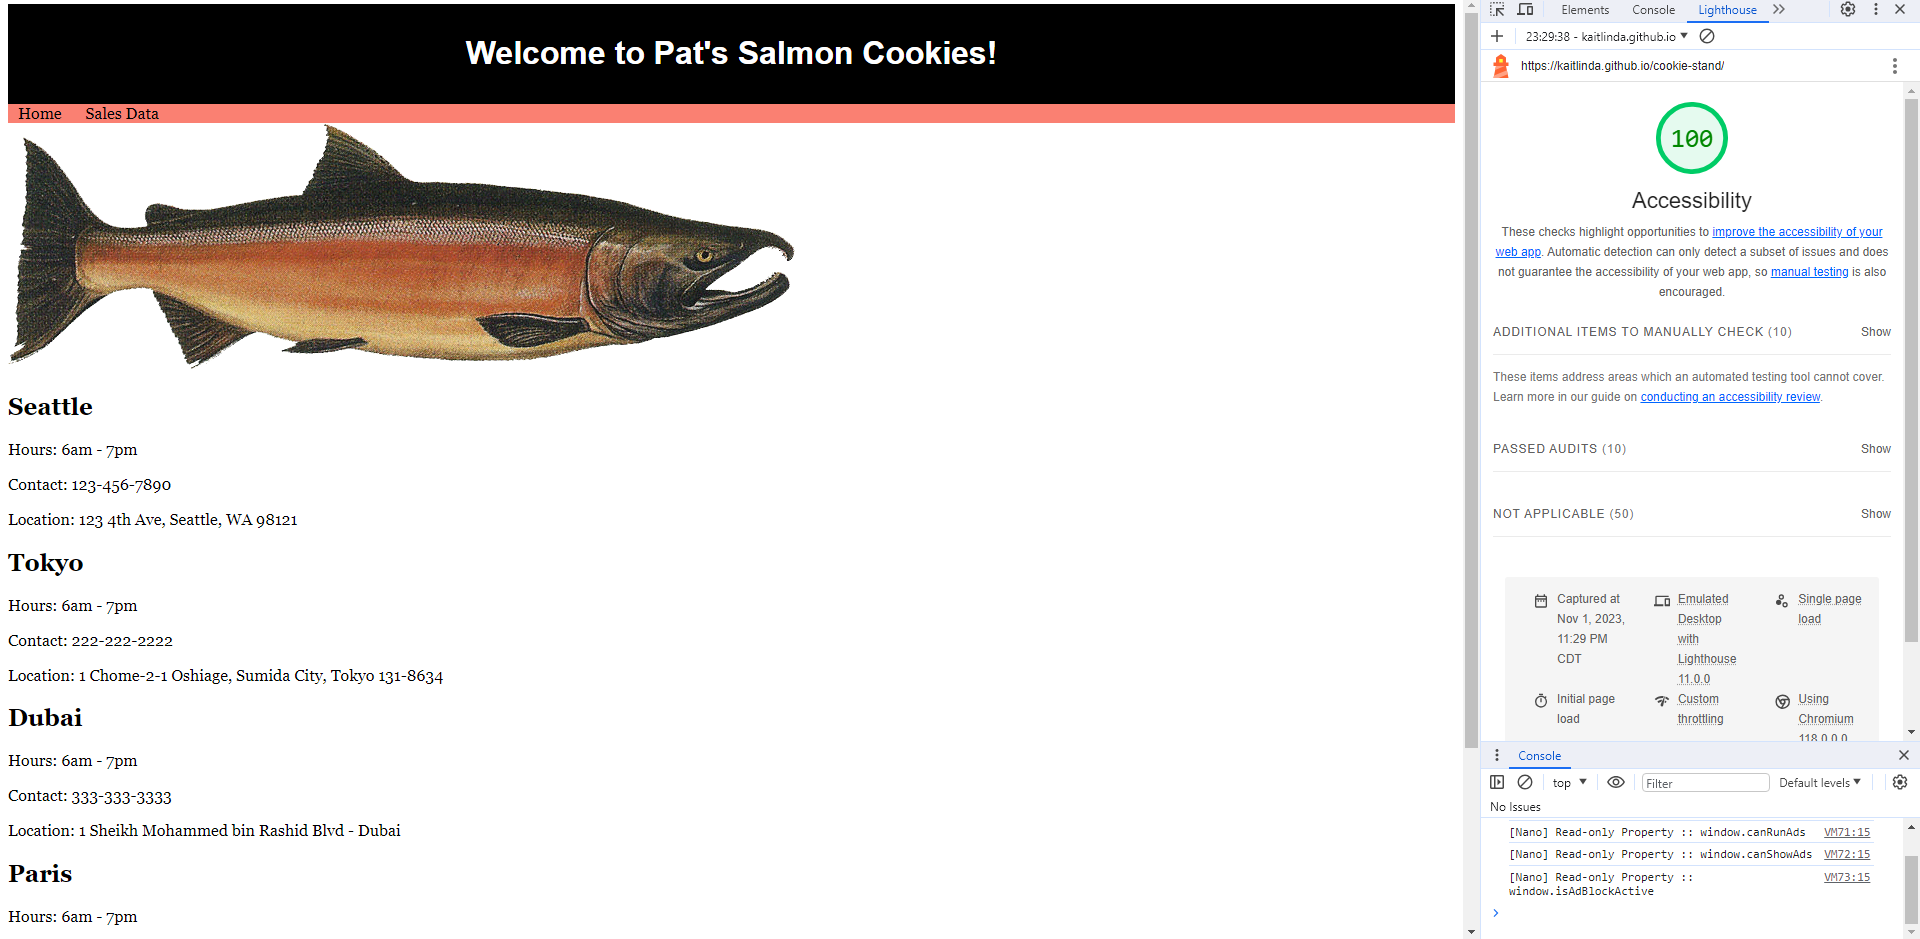 Welcome to Pat's Salmon Cookies!
Home Sales Data
Seattle
Hours: 6am - 7pm
Contact: 123-456-7890
Location: 123 4th Ave, Seattle, WA 98121
Tokyo
Hours: 6am - 7pm
Contact: 222-222-2222
Location: 1 Chome-2-1 Oshiage, Sumida City, Tokyo 131-8634
Dubai
Hours: 6am - 7pm
Contact: 333-333-3333
Location: 1 Sheikh Mohammed bin Rashid Blvd - Dubai
Paris
Hours: 6am - 7pm
Elements Console Lighthouse
23:29:38 - kaitlinda.github.io
https://kaitlinda.github.io/cookie-stand/
100
Accessibility
These checks highlight opportunities to improve the accessibility of your
web app. Automatic detection can only detect a subset of issues and does
not guarantee the accessibility of your web app, so manual testing is also
encouraged.
ADDITIONAL ITEMS TO MANUALLY CHECK (10) Show
These items address areas which an automated testing tool cannot cover.
Learn more in our guide on conducting an accessibility review.
PASSED AUDITS (10) Show
NOT APPLICABLE (50) Show
Captured at
Nov 1, 2023,
11:29 PM
CDT
Emulated
Desktop
with
Lighthouse
11.0.0
Single page
load
Initial page
load
Custom
throttling
Using
Chromium
118.0.0.0
Console
top Filter Default levels
No Issues
[Nano] Read-only Property :: window.canRunAds VM71:15
[Nano] Read-only Property :: window.canShowAds VM72:15
[Nano] Read-only Property :: VM73:15
window.isAdBlockActive